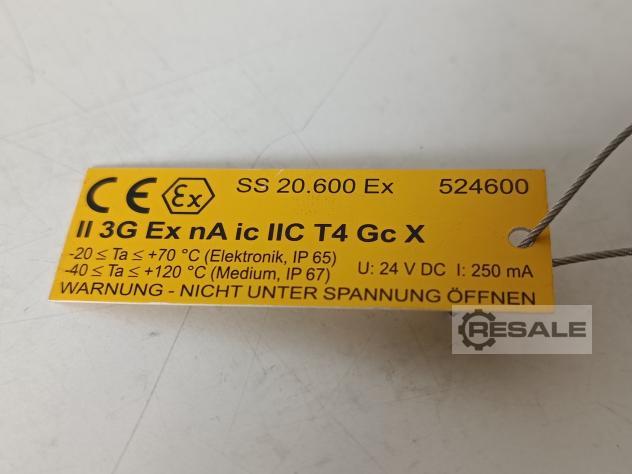 CE Ex SS 20.600 Ex 524600
II 3G Ex nA ic IIC T4 Gc X
-20 ≤ Ta ≤ +70 °C (Elektronik, IP 65)
-40 ≤ Ta ≤ +120 °C (Medium, IP 67) U: 24 V DC I: 250 mA
WARNUNG - NICHT UNTER SPANNUNG ÖFFNEN
RESALE